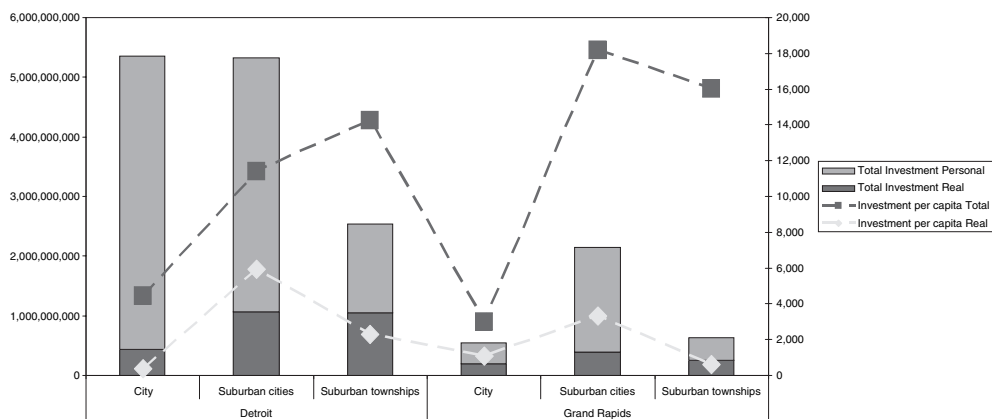 6,000,000,000
5,000,000,000
4,000,000,000
3,000,000,000
2,000,000,000
1,000,000,000
0
20,000
18,000
16,000
14,000
12,000
10,000
8,000
6,000
4,000
2,000
0
City
Suburban cities
Suburban townships
City
Suburban cities
Suburban townships
Detroit
Grand Rapids
Total Investment Personal
Total Investment Real
Investment per capita Total
Investment per capita Real